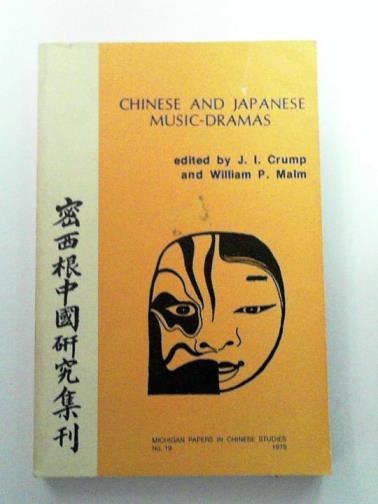 CHINESE AND JAPANESE
MUSIC-DRAMAS
edited by J. I. Crump
and William P. Malm
密西根中國研究集刊
MICHIGAN PAPERS IN CHINESE STUDIES
No. 19 1975